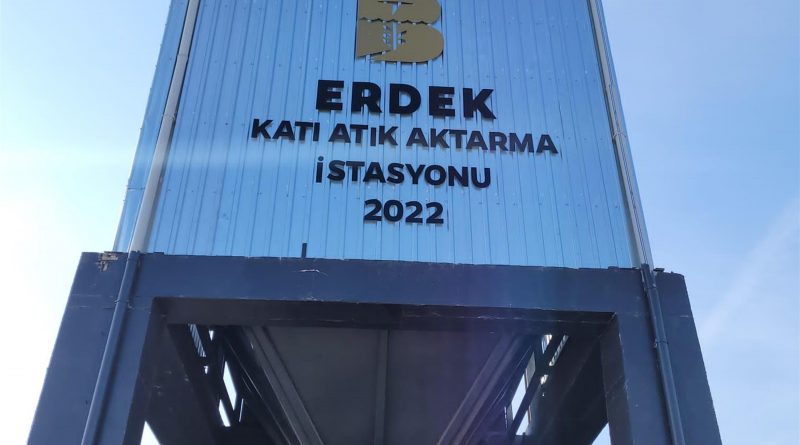 ERDEK
KATI ATIK AKTARMA
İSTASYONU
2022